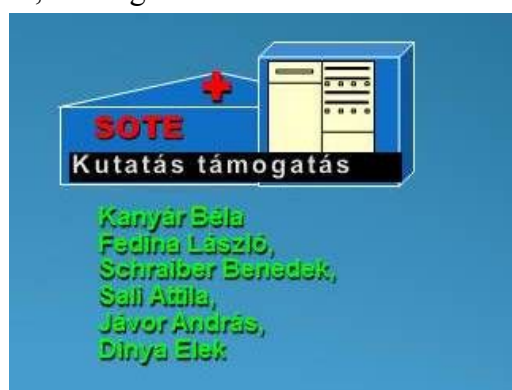 SOTE
Kutatás támogatás
Kanyár Béla
Fedina László,
Schraiber Benedek,
Sali Attila,
Jávor András,
Dinya Elek